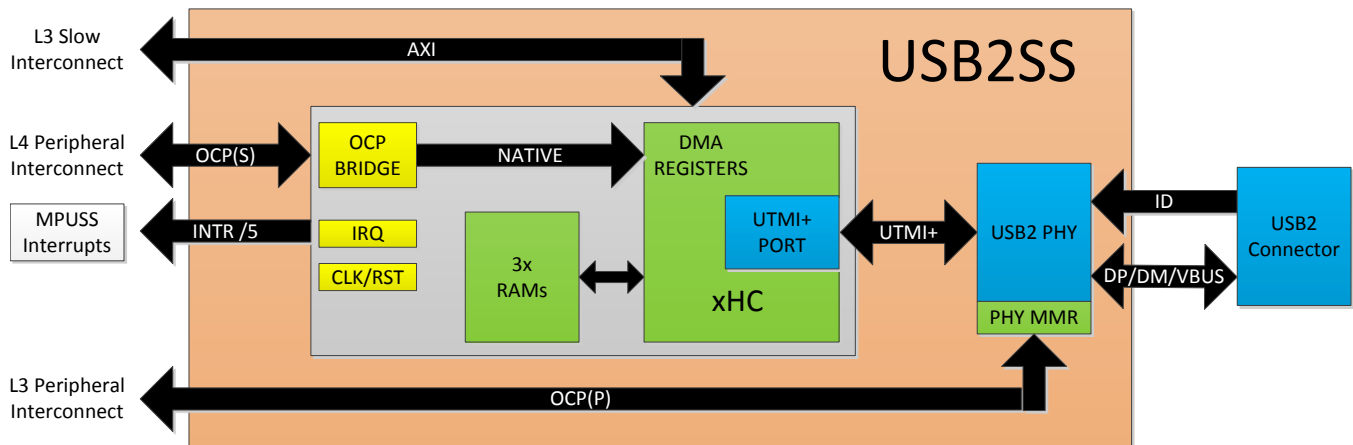 L3 Slow
Interconnect
AXI
USB2SS
L4 Peripheral
Interconnect
OCP(S)
OCP
BRIDGE
NATIVE
DMA
REGISTERS
MPUSS
Interrupts
INTR /5
IRQ
CLK/RST
3x
RAMs
UTMI+
PORT
xHC
UTMI+
USB2 PHY
PHY MMR
ID
DP/DM/VBUS
USB2
Connector
L3 Peripheral
Interconnect
OCP(P)